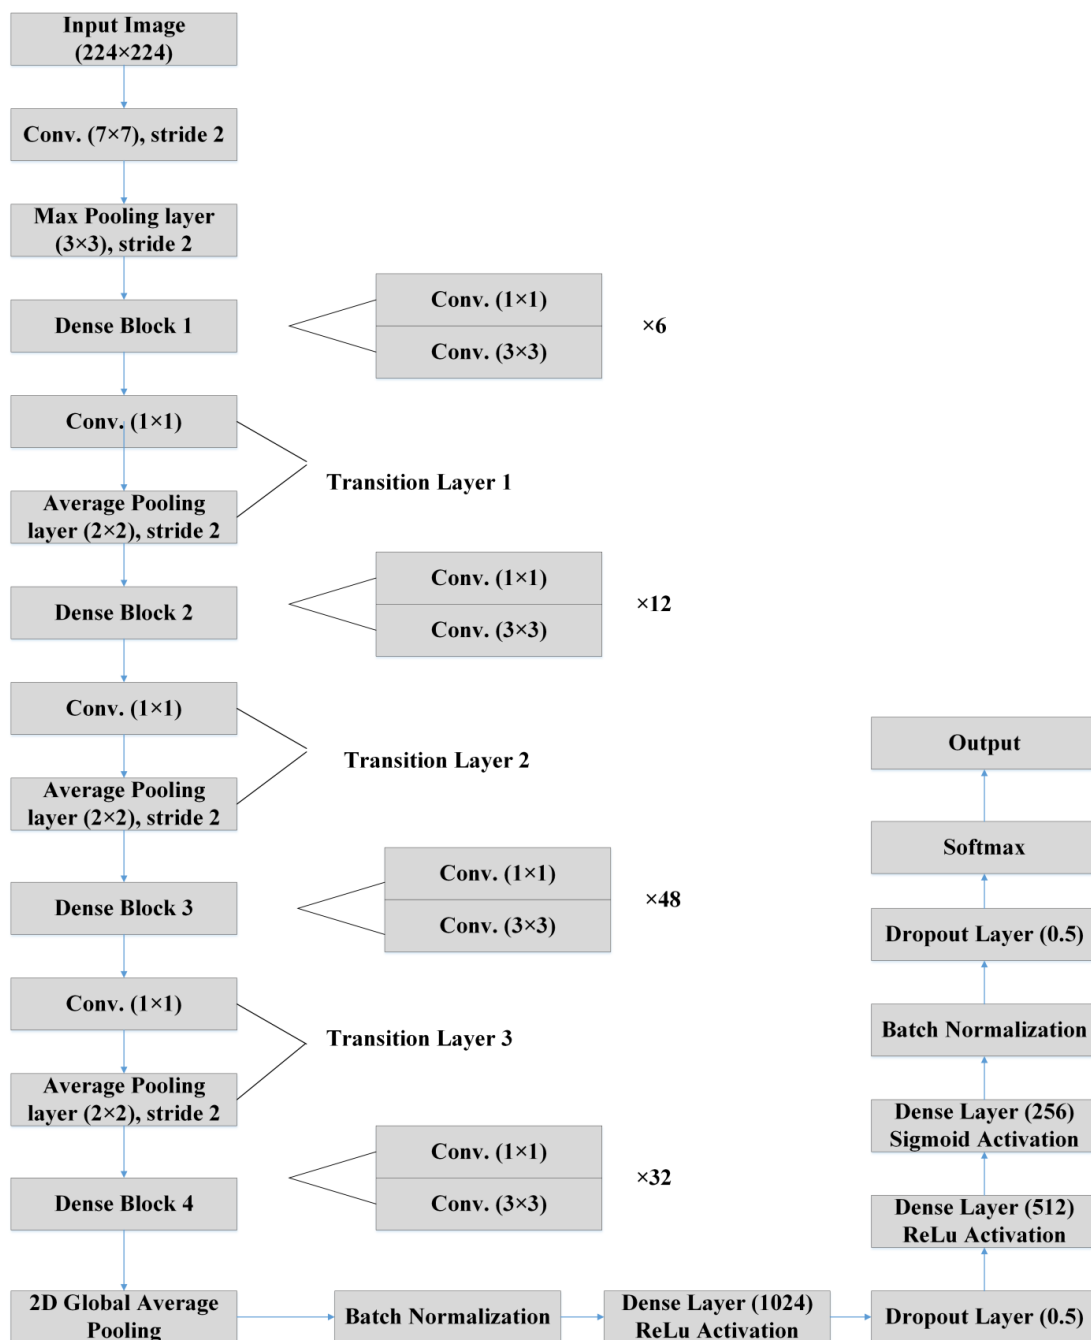 Input Image
(224×224)
Conv. (7×7), stride 2
Max Pooling layer
(3×3), stride 2
Dense Block 1
Conv. (1×1)
Conv. (3×3)
×6
Conv. (1×1)
Average Pooling
layer (2×2), stride 2
Transition Layer 1
Dense Block 2
Conv. (1×1)
Conv. (3×3)
×12
Conv. (1×1)
Average Pooling
layer (2×2), stride 2
Transition Layer 2
Dense Block 3
Conv. (1×1)
Conv. (3×3)
×48
Conv. (1×1)
Average Pooling
layer (2×2), stride 2
Transition Layer 3
Dense Block 4
Conv. (1×1)
Conv. (3×3)
×32
2D Global Average
Pooling
Batch Normalization
Dense Layer (1024)
ReLu Activation
Dropout Layer (0.5)
Dense Layer (512)
ReLu Activation
Dense Layer (256)
Sigmoid Activation
Batch Normalization
Dropout Layer (0.5)
Softmax
Output